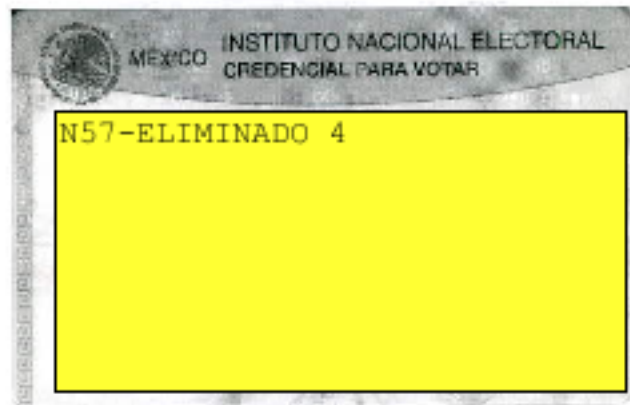 MÉXICO
INSTITUTO NACIONAL ELECTORAL
CREDENCIAL PARA VOTAR
N57-ELIMINADO 4